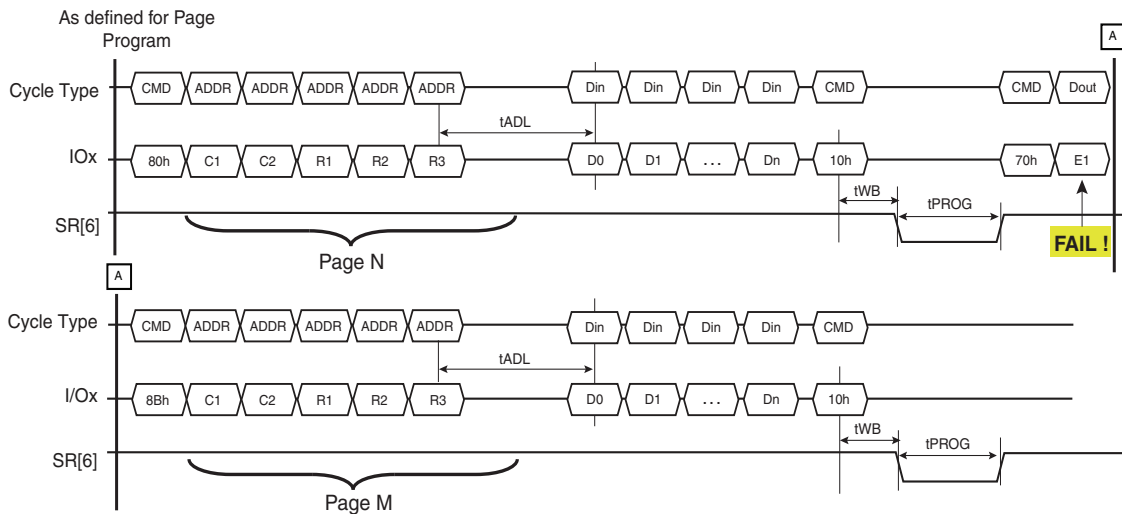 As defined for Page
Program
A
Cycle Type
CMD ADDR ADDR ADDR ADDR ADDR Din Din Din Din CMD CMD Dout
tADL
IOx
80h C1 C2 R1 R2 R3 D0 D1 ... Dn 10h 70h E1
tWB tPROG
SR[6]
Page N
FAIL !
A
Cycle Type
CMD ADDR ADDR ADDR ADDR ADDR Din Din Din Din CMD
tADL
I/Ox
8Bh C1 C2 R1 R2 R3 D0 D1 ... Dn 10h
tWB tPROG
SR[6]
Page M